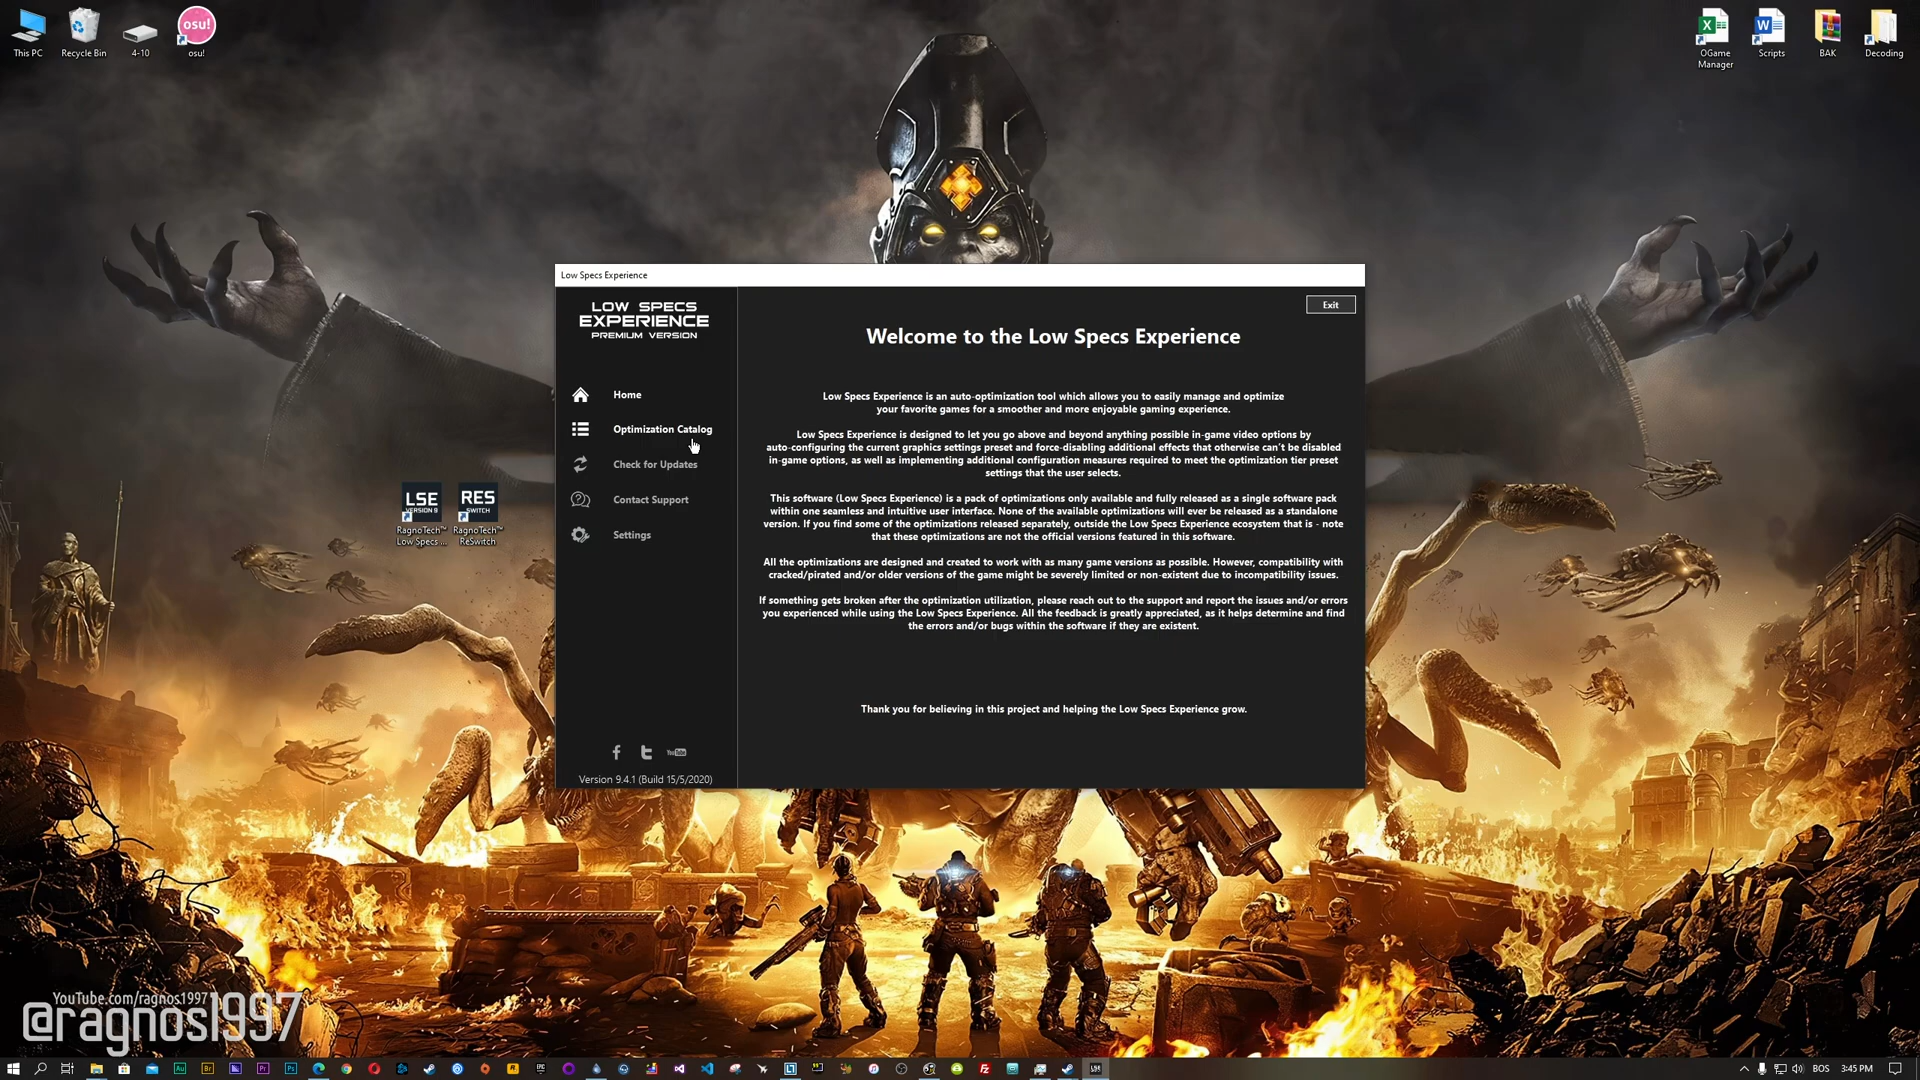 This PC
Recycle Bin
4-10
osu!
osu!
OGame
Manager
Scripts
BAK
Decoding
Low Specs Experience
LOW SPECS
EXPERIENCE
PREMIUM VERSION
Home
Optimization Catalog
Check for Updates
Contact Support
Settings
Version 9.4.1 (Build 15/5/2020)
Exit
Welcome to the Low Specs Experience
Low Specs Experience is an auto-optimization tool which allows you to easily manage and optimize
your favorite games for a smoother and more enjoyable gaming experience.
Low Specs Experience is designed to let you go above and beyond anything possible in-game video options by
auto-configuring the current graphics settings preset and force-disabling additional effects that otherwise can't be disabled
in-game options, as well as implementing additional configuration measures required to meet the optimization tier preset
settings that the user selects.
This software (Low Specs Experience) is a pack of optimizations only available and fully released as a single software pack
within one seamless and intuitive user interface. None of the available optimizations will ever be released as a standalone
version. If you find some of the optimizations released separately, outside the Low Specs Experience ecosystem that is - note
that these optimizations are not the official versions featured in this software.
All the optimizations are designed and created to work with as many game versions as possible. However, compatibility with
cracked/pirated and/or older versions of the game might be severely limited or non-existent due to incompatibility issues.
If something gets broken after the optimization utilization, please reach out to the support and report the issues and/or errors
you experienced while using the Low Specs Experience. All the feedback is greatly appreciated, as it helps determine and find
the errors and/or bugs within the software if they are existent.
Thank you for believing in this project and helping the Low Specs Experience grow.
LSE
VERSION 9
RagnoTech™
Low Specs ...
RES
SWITCH
RagnoTech™
ReSwitch
YouTube.com/ragnos1997
@ragnos1997
BOS
3:45 PM